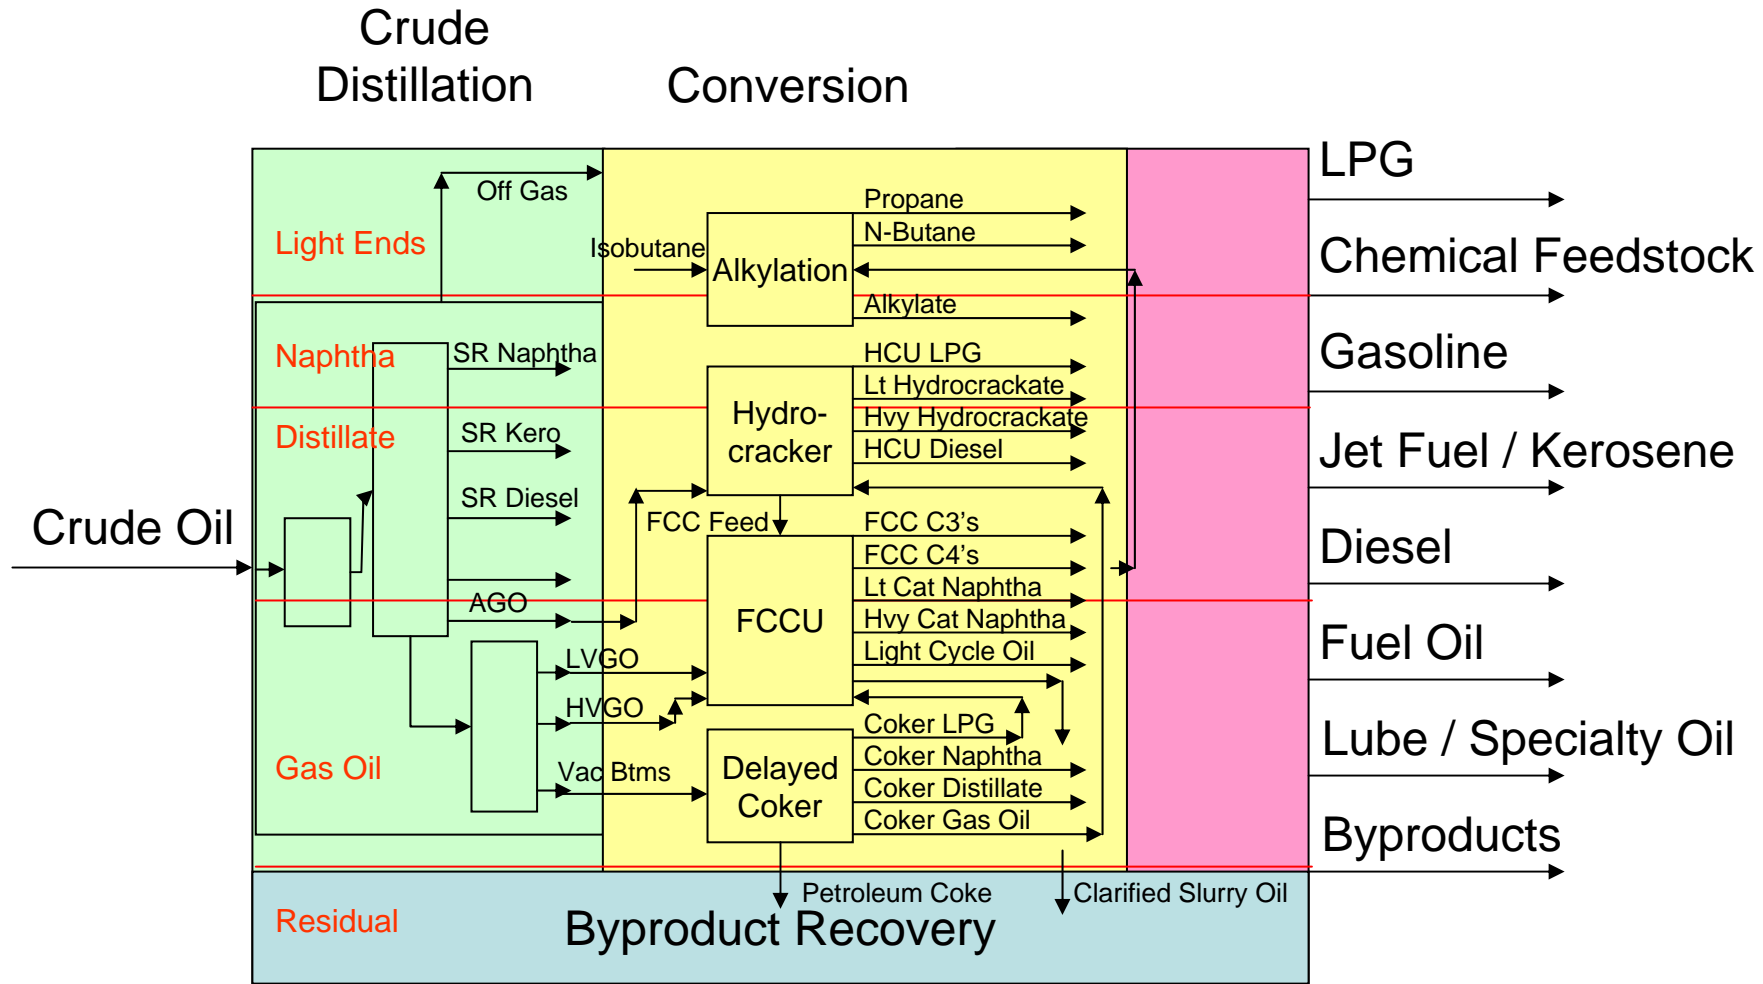 Crude
Distillation
Conversion
LPG
Off Gas
Propane
N-Butane
Light Ends
Isobutane
Alkylation
Chemical Feedstock
Alkylate
Naphtha
SR Naphtha
HCU LPG
Gasoline
Lt Hydrocrackate
Hydro-
cracker
Hvy Hydrocrackate
Distillate
SR Kero
HCU Diesel
Jet Fuel / Kerosene
SR Diesel
Crude Oil
FCC Feed
FCC C3's
FCC C4's
Diesel
Lt Cat Naphtha
AGO
FCCU
Hvy Cat Naphtha
Light Cycle Oil
Fuel Oil
LVGO
HVGO
Coker LPG
Lube / Specialty Oil
Gas Oil
Vac Btms
Delayed
Coker
Coker Naphtha
Coker Distillate
Coker Gas Oil
Byproducts
Petroleum Coke
Clarified Slurry Oil
Residual
Byproduct Recovery